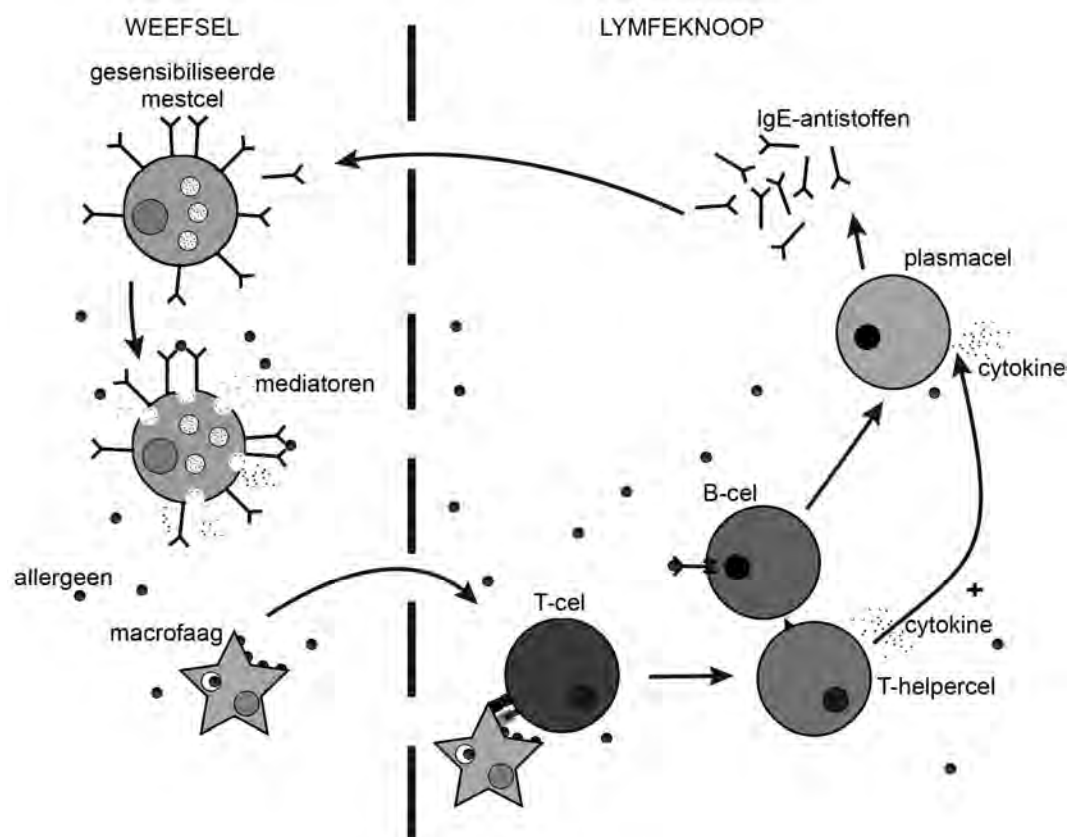 WEEFSEL
LYMFEKNOOP
gesensibiliseerde
mestcel
IgE-antistoffen
plasmacel
mediatoren
cytokine
B-cel
allergeen
T-cel
+
macrofaag
cytokine
T-helpercel